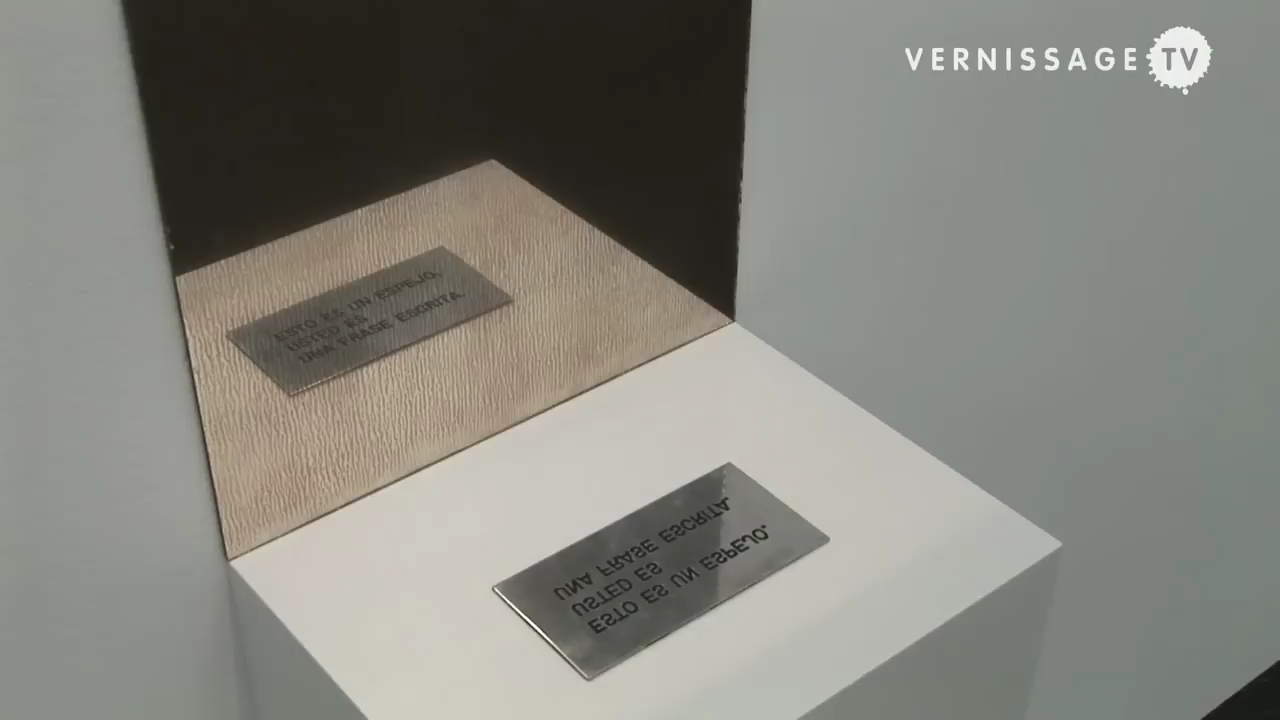 VERNISSAGE TV
ESTO ES UN ESPEJO.
USTED ES
UNA FRASE ESCRITA.
ESTO ES UN ESPEJO.
USTED ES
UNA FRASE ESCRITA.